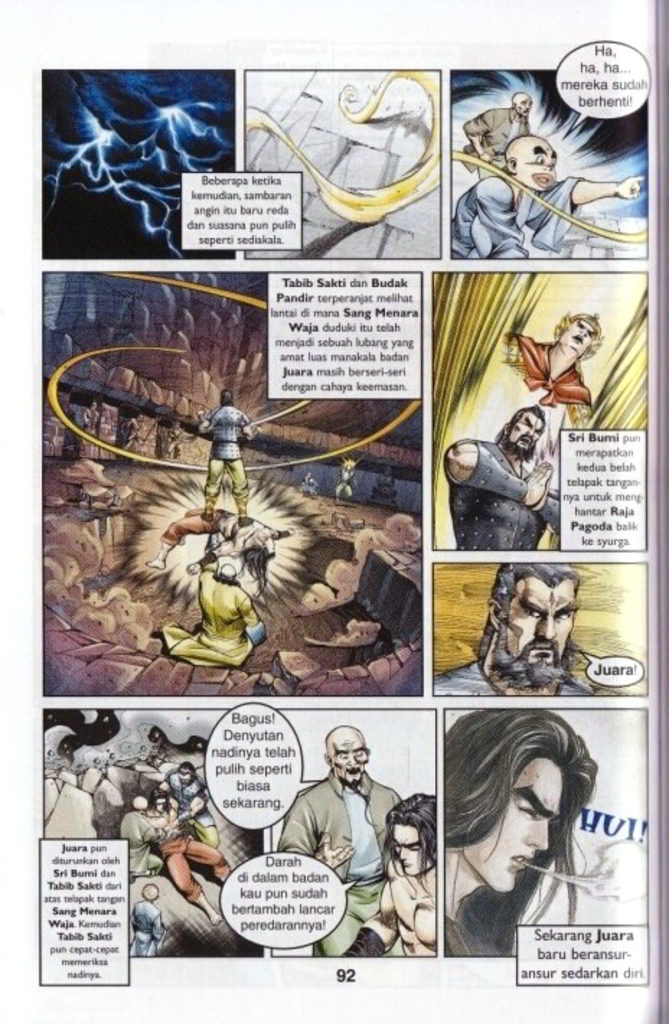 Ha,
ha, ha...
mereka sudah
berhenti!
Beberapa ketika
kemudian, sambaran
angin itu baru reda
dan suasana pun pulih
seperti sediakala.
Tabib Sakti dan Budak
Pandir terperanjat melihat
lantai di mana Sang Menara
Waja duduki itu telah
menjadi sebuah lubang yang
amat luas manakala badan
Juara masih berseri-seri
dengan cahaya keemasan.
Sri Bumi pun
merapatkan
kedua belah
telapak tangan-
nya untuk meng-
hantar Raja
Pagoda balik
ke syurga.
Juara!
Bagus!
Denyutan
nadinya telah
pulih seperti
biasa
sekarang.
Juara pun
diturunkan oleh
Sri Bumi dan
Tabib Sakti dari
atas telapak tangan
Sang Menara
Waja. Kemudian
Tabib Sakti
pun cepat-cepat
memeriksa
nadinya.
Darah
di dalam badan
kau pun sudah
bertambah lancar
peredarannya!
HUI!
Sekarang Juara
baru beransur-
ansur sedarkan diri.
92